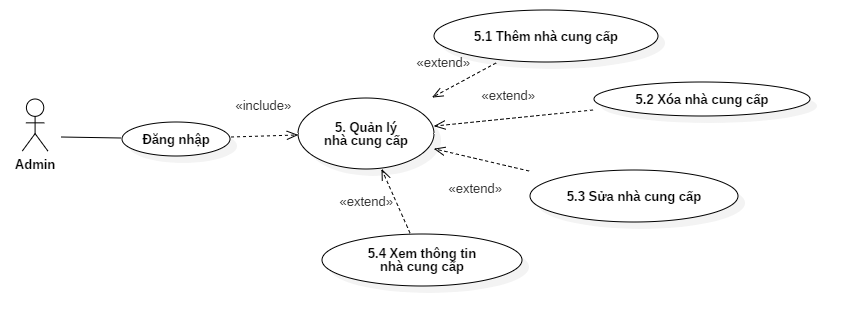 5.1 Thêm nhà cung cấp
«extend»
«extend»
5.2 Xóa nhà cung cấp
«include»
5. Quản lý
nhà cung cấp
Đăng nhập
Admin
«extend»
5.3 Sửa nhà cung cấp
«extend»
5.4 Xem thông tin
nhà cung cấp